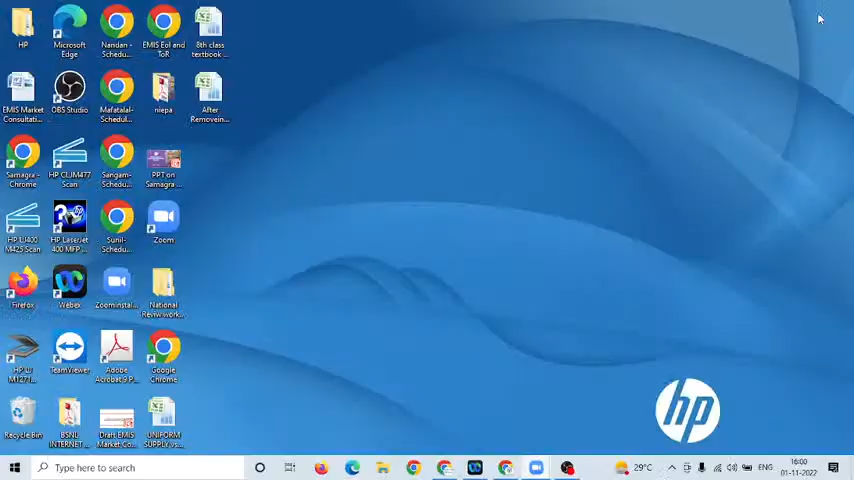 HP
Microsoft
Edge
Nandan -
Schedu...
EMIS EoI and
ToR
8th class
textbook ...
EMIS Market
Consultati...
OBS Studio
Mafatalal-
Schedul...
niepa
After
Removein...
Samagra -
Chrome
HP CLJM477
Scan
Sangam-
Schedu...
PPT on
Samagra ...
HP LJ400
M425 Scan
HP LaserJet
400 MFP ...
Sunil-
Schedu...
Zoom
Firefox
Webex
Zoominstal...
National
Review work...
HP LJ
M1271...
TeamViewer
Adobe
Acrobat 9 P...
Google
Chrome
Recycle Bin
BSNL
INTERNET ...
Draft EMIS
Market Co...
UNIFORM
SUPPLY vs...
hp
Type here to search
29°C
ENG
16:00
01-11-2022